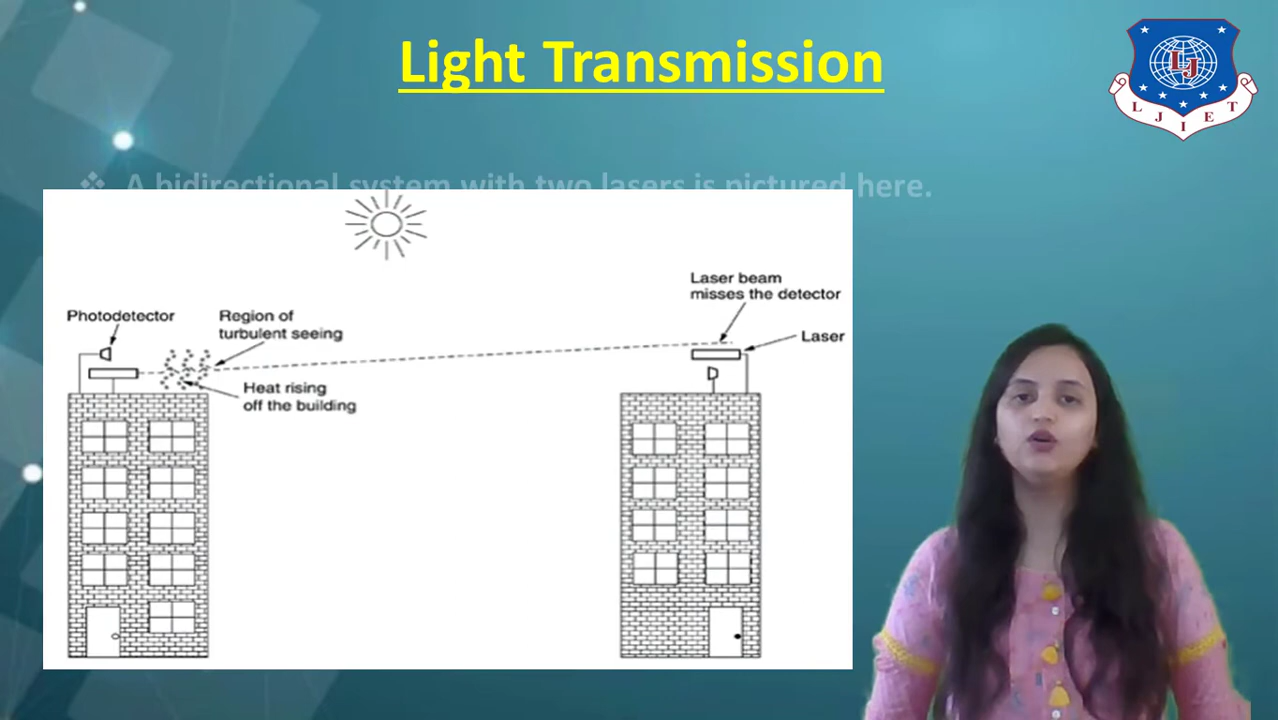 Light Transmission
LJ
L J I E T
❖ A bidirectional system with two lasers is pictured here.
Laser beam
misses the detector
Photodetector
Region of
turbulent seeing
Laser
Heat rising
off the building